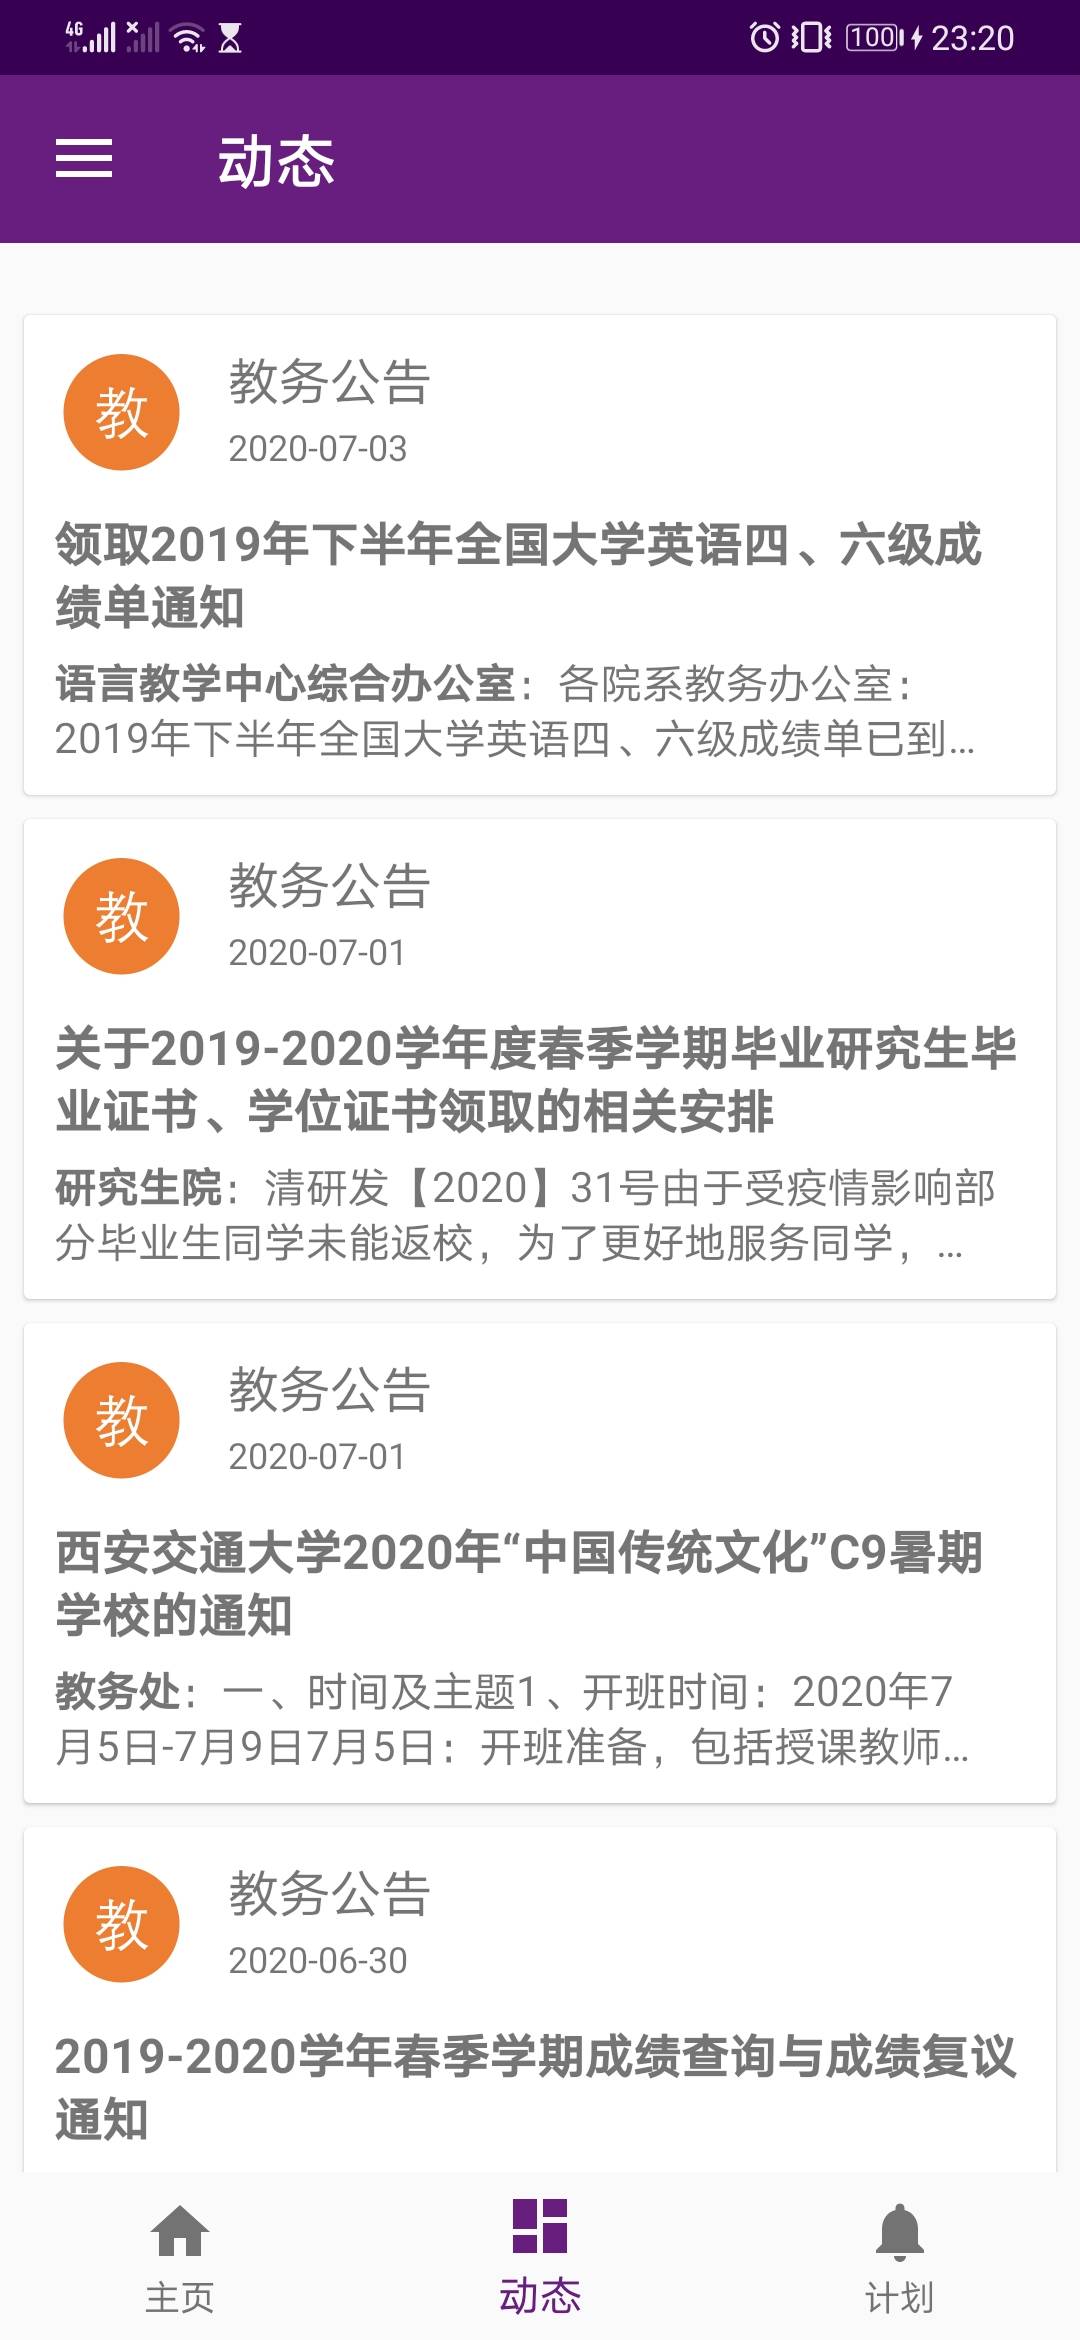 4G 100 23:20
动态
教
教务公告
2020-07-03
领取2019年下半年全国大学英语四、六级成
绩单通知
语言教学中心综合办公室：各院系教务办公室：
2019年下半年全国大学英语四、六级成绩单已到...
教
教务公告
2020-07-01
关于2019-2020学年度春季学期毕业研究生毕
业证书、学位证书领取的相关安排
研究生院：清研发【2020】31号由于受疫情影响部
分毕业生同学未能返校，为了更好地服务同学，...
教
教务公告
2020-07-01
西安交通大学2020年“中国传统文化”C9暑期
学校的通知
教务处：一、时间及主题1、开班时间：2020年7
月5日-7月9日7月5日：开班准备，包括授课教师...
教
教务公告
2020-06-30
2019-2020学年春季学期成绩查询与成绩复议
通知
主页 动态 计划